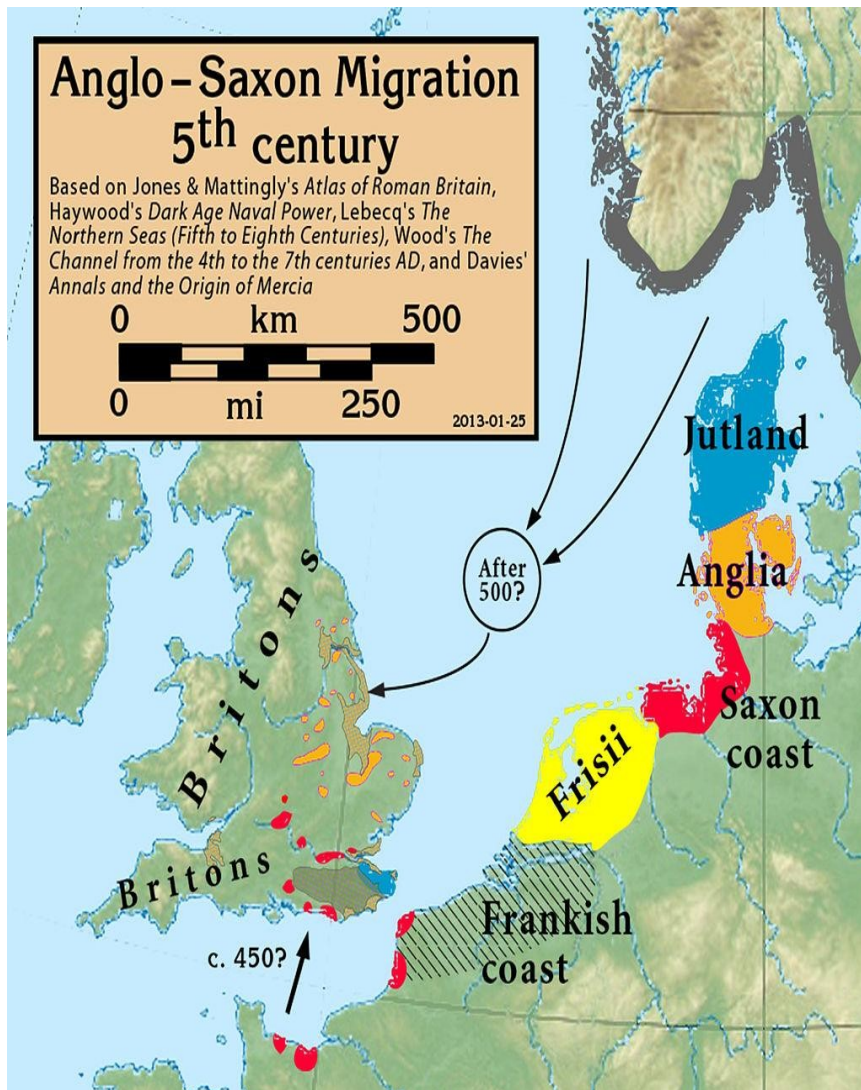 Anglo – Saxon Migration
5th century
Based on Jones & Mattingly's Atlas of Roman Britain,
Haywood's Dark Age Naval Power, Lebecq's The
Northern Seas (Fifth to Eighth Centuries), Wood's The
Channel from the 4th to the 7th centuries AD, and Davies'
Annals and the Origin of Mercia
0 km 500
0 mi 250
2013-01-25
Jutland
After
500?
Anglia
Britons
Saxon
coast
Frisii
Britons
Frankish
coast
c. 450?